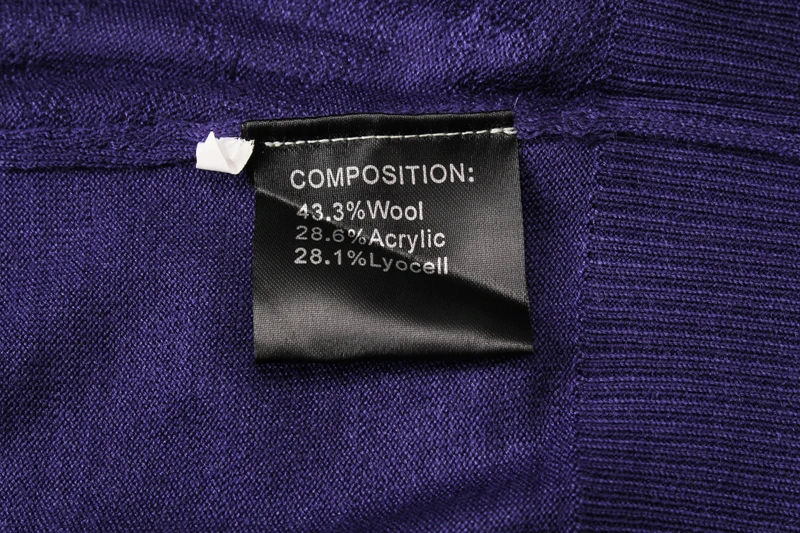 COMPOSITION:
43.3%Wool
28.6%Acrylic
28.1%Lyocell